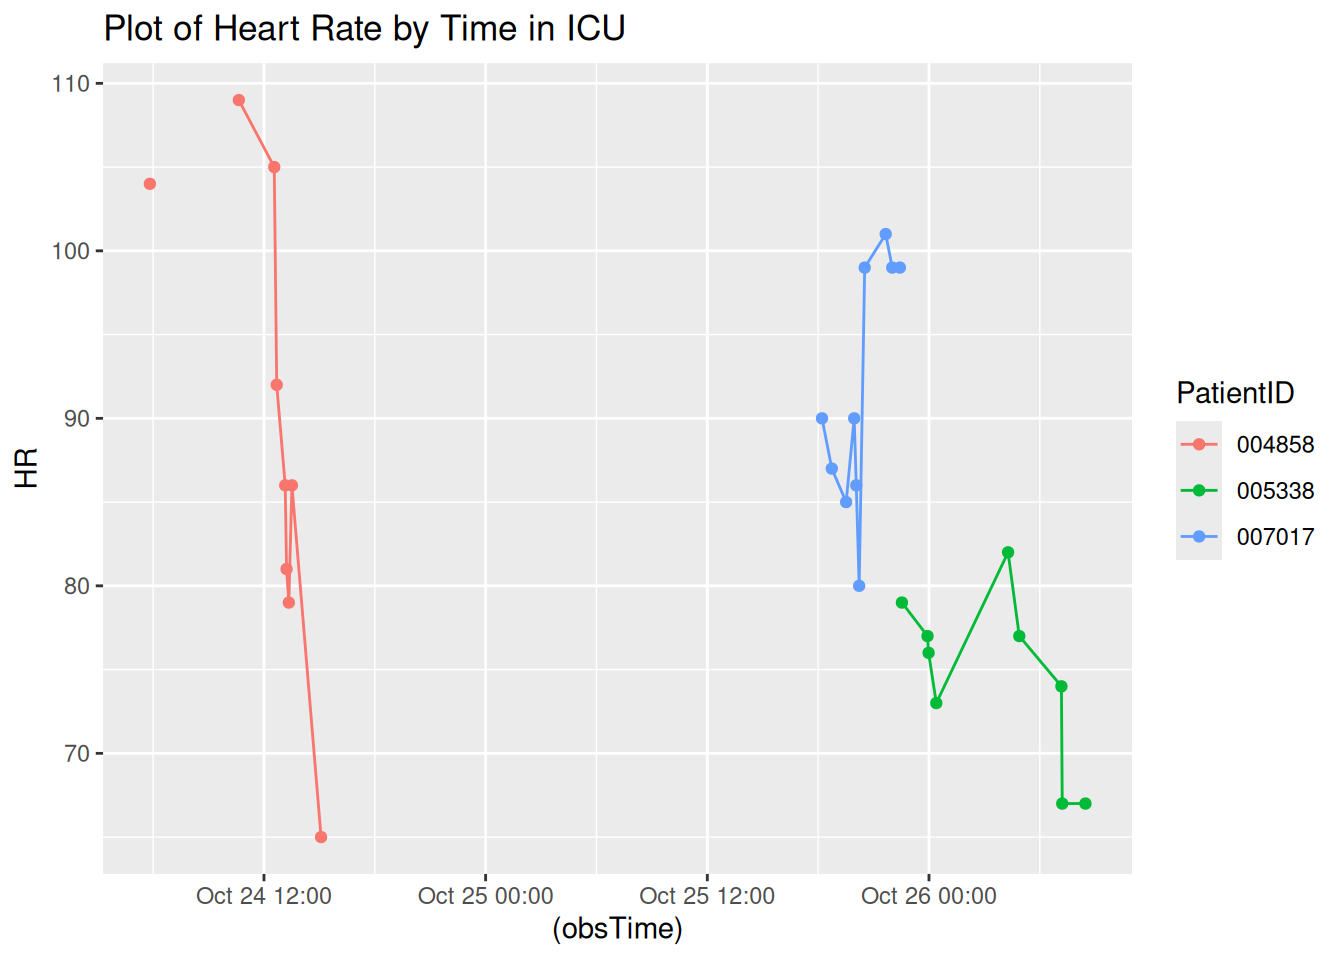 Plot of Heart Rate by Time in ICU
110
100
90
80
70
HR
Oct 24 12:00
Oct 25 00:00
Oct 25 12:00
Oct 26 00:00
(obsTime)
PatientID
004858
005338
007017